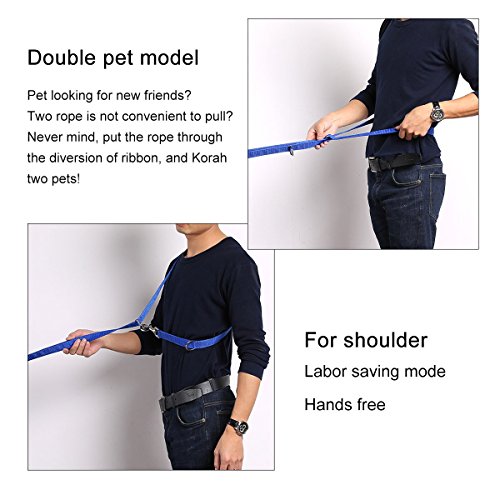 Double pet model
Pet looking for new friends?
Two rope is not convenient to pull?
Never mind, put the rope through
the diversion of ribbon, and Korah
two pets!
For shoulder
Labor saving mode
Hands free